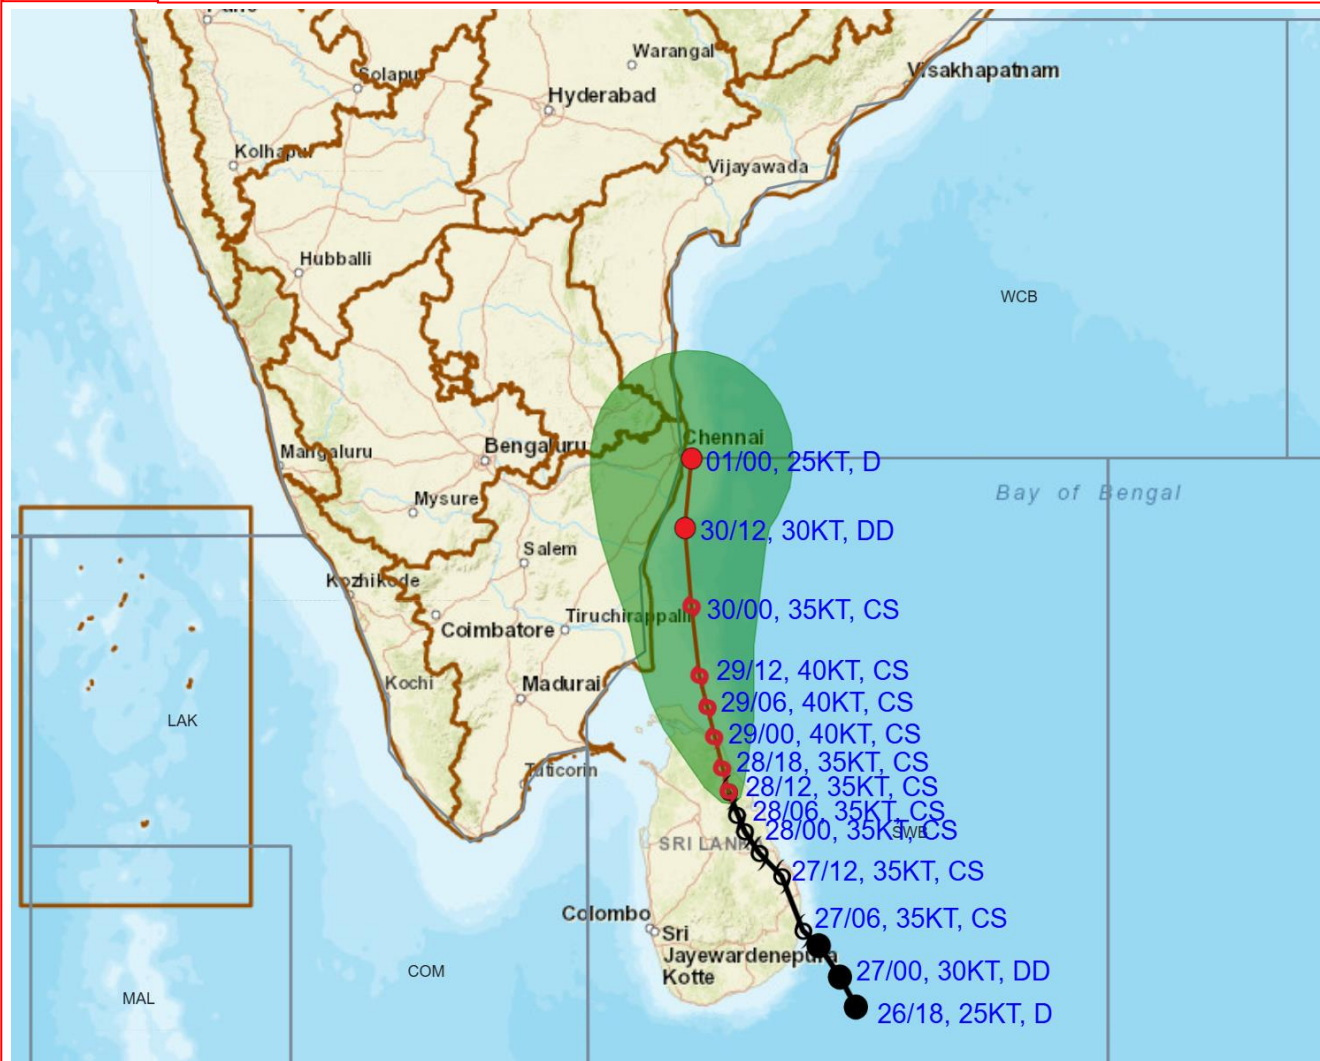 Warangal
Visakhapatnam
Solapur
Hyderabad
Kolhapur
Vijayawada
Hubballi
WCB
Chennai
Mangaluru
Bengaluru
01/00, 25KT, D
Bay of Bengal
Mysure
30/12, 30KT, DD
Salem
Kozhikode
30/00, 35KT, CS
Tiruchirappalli
Coimbatore
29/12, 40KT, CS
Kochi
Madurai
29/06, 40KT, CS
LAK
29/00, 40KT, CS
28/18, 35KT, CS
Tuticorin
28/12, 35KT, CS
28/06, 35KT, CS
28/00, 35KT, CS
SWB
SRI LANKA
27/12, 35KT, CS
Colombo
27/06, 35KT, CS
Sri
Jayewardenepura
Kotte
27/00, 30KT, DD
COM
MAL
26/18, 25KT, D